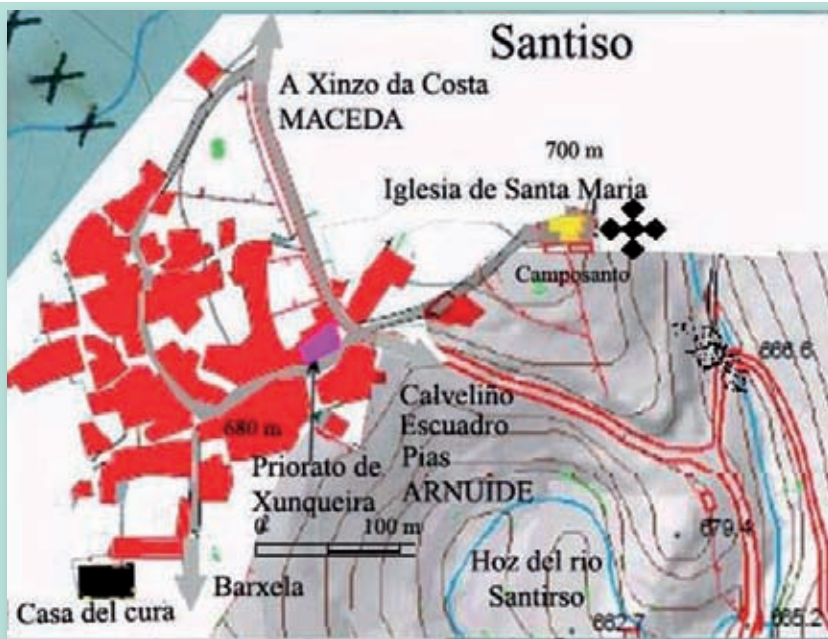 Santiso
A Xinzo da Costa
MACEDA
700 m
Iglesia de Santa Maria
Camposanto
666.6
Calveliño
Escuadro
Pias
ARNUIDE
680 m
Priorato de
Xunqueira
0 100 m
679.4
Hoz del rio
Santirso
Barxela
Casa del cura
662.7
665.2